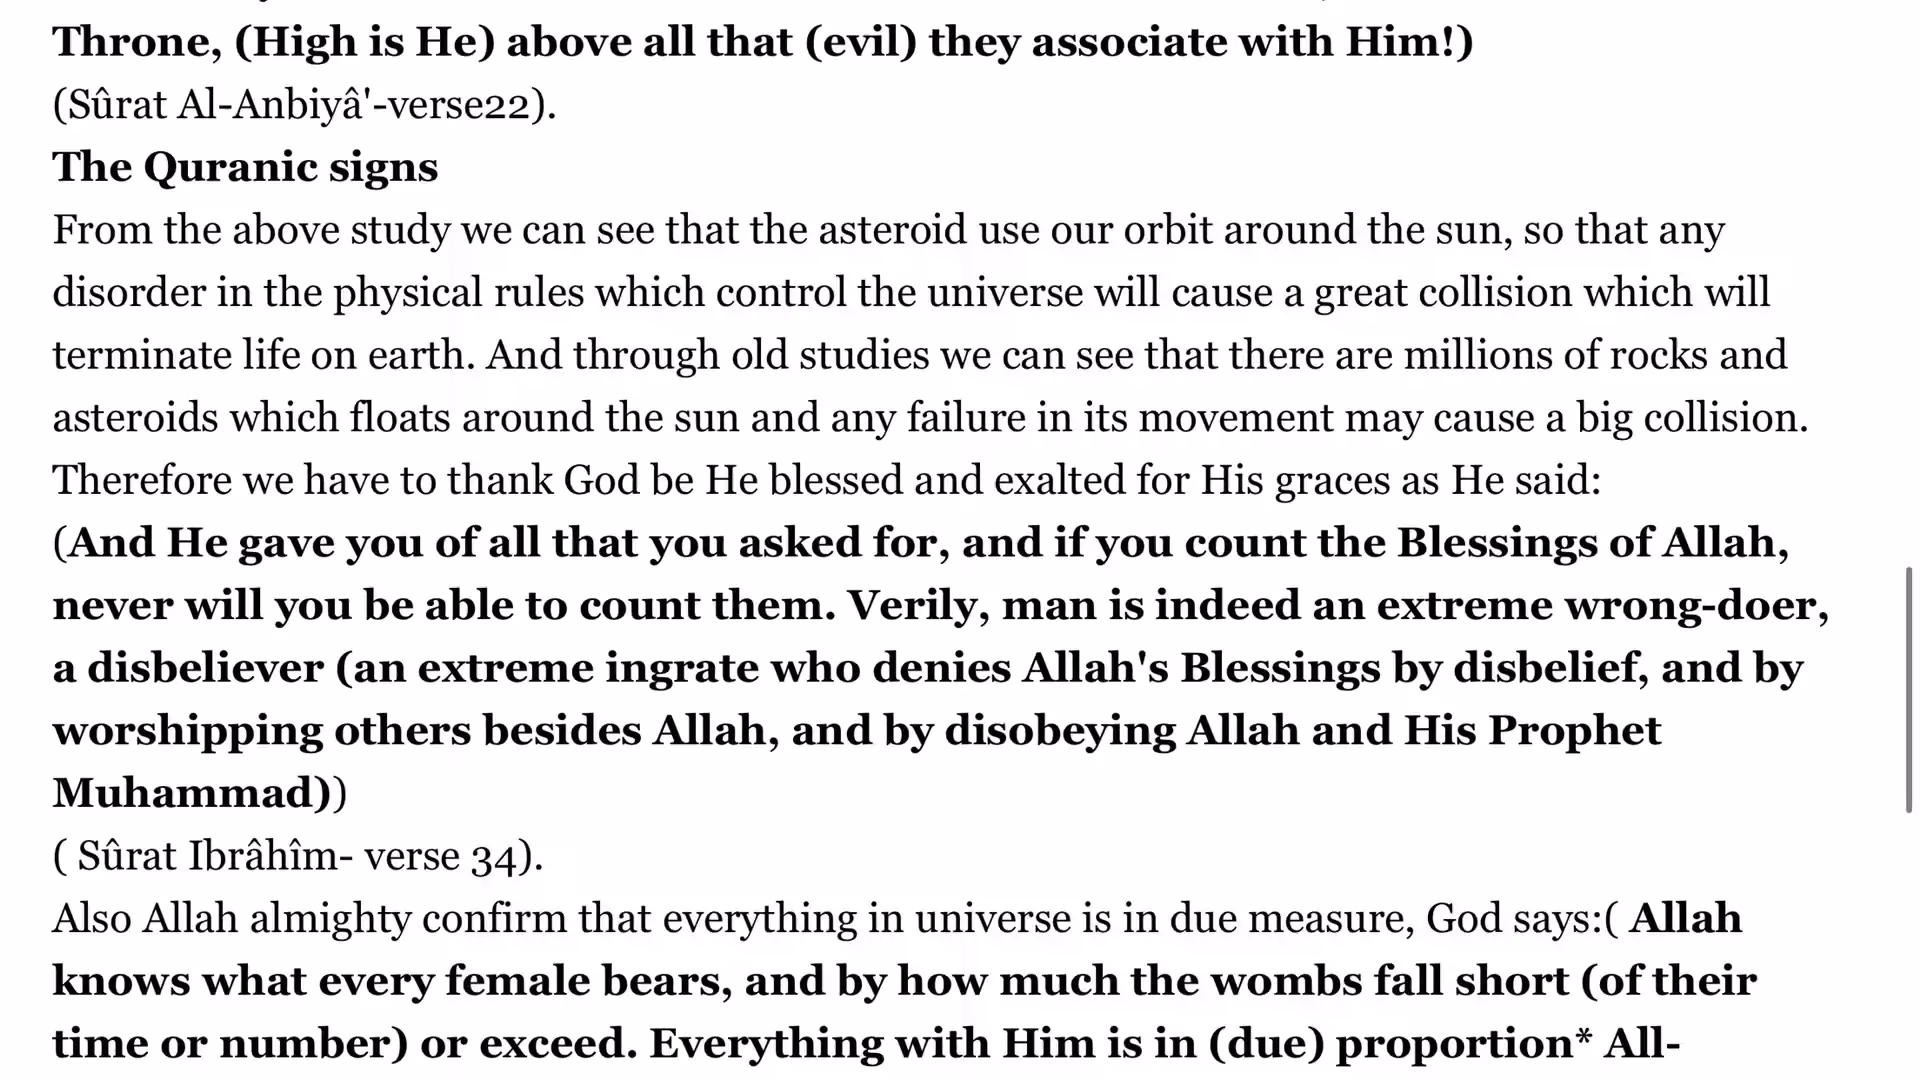 Throne, (High is He) above all that (evil) they associate with Him!)
(Sûrat Al-Anbiyâ'-verse22).
The Quranic signs
From the above study we can see that the asteroid use our orbit around the sun, so that any
disorder in the physical rules which control the universe will cause a great collision which will
terminate life on earth. And through old studies we can see that there are millions of rocks and
asteroids which floats around the sun and any failure in its movement may cause a big collision.
Therefore we have to thank God be He blessed and exalted for His graces as He said:
(And He gave you of all that you asked for, and if you count the Blessings of Allah,
never will you be able to count them. Verily, man is indeed an extreme wrong-doer,
a disbeliever (an extreme ingrate who denies Allah's Blessings by disbelief, and by
worshipping others besides Allah, and by disobeying Allah and His Prophet
Muhammad))
( Sûrat Ibrâhîm- verse 34).
Also Allah almighty confirm that everything in universe is in due measure, God says:( Allah
knows what every female bears, and by how much the wombs fall short (of their
time or number) or exceed. Everything with Him is in (due) proportion* All-